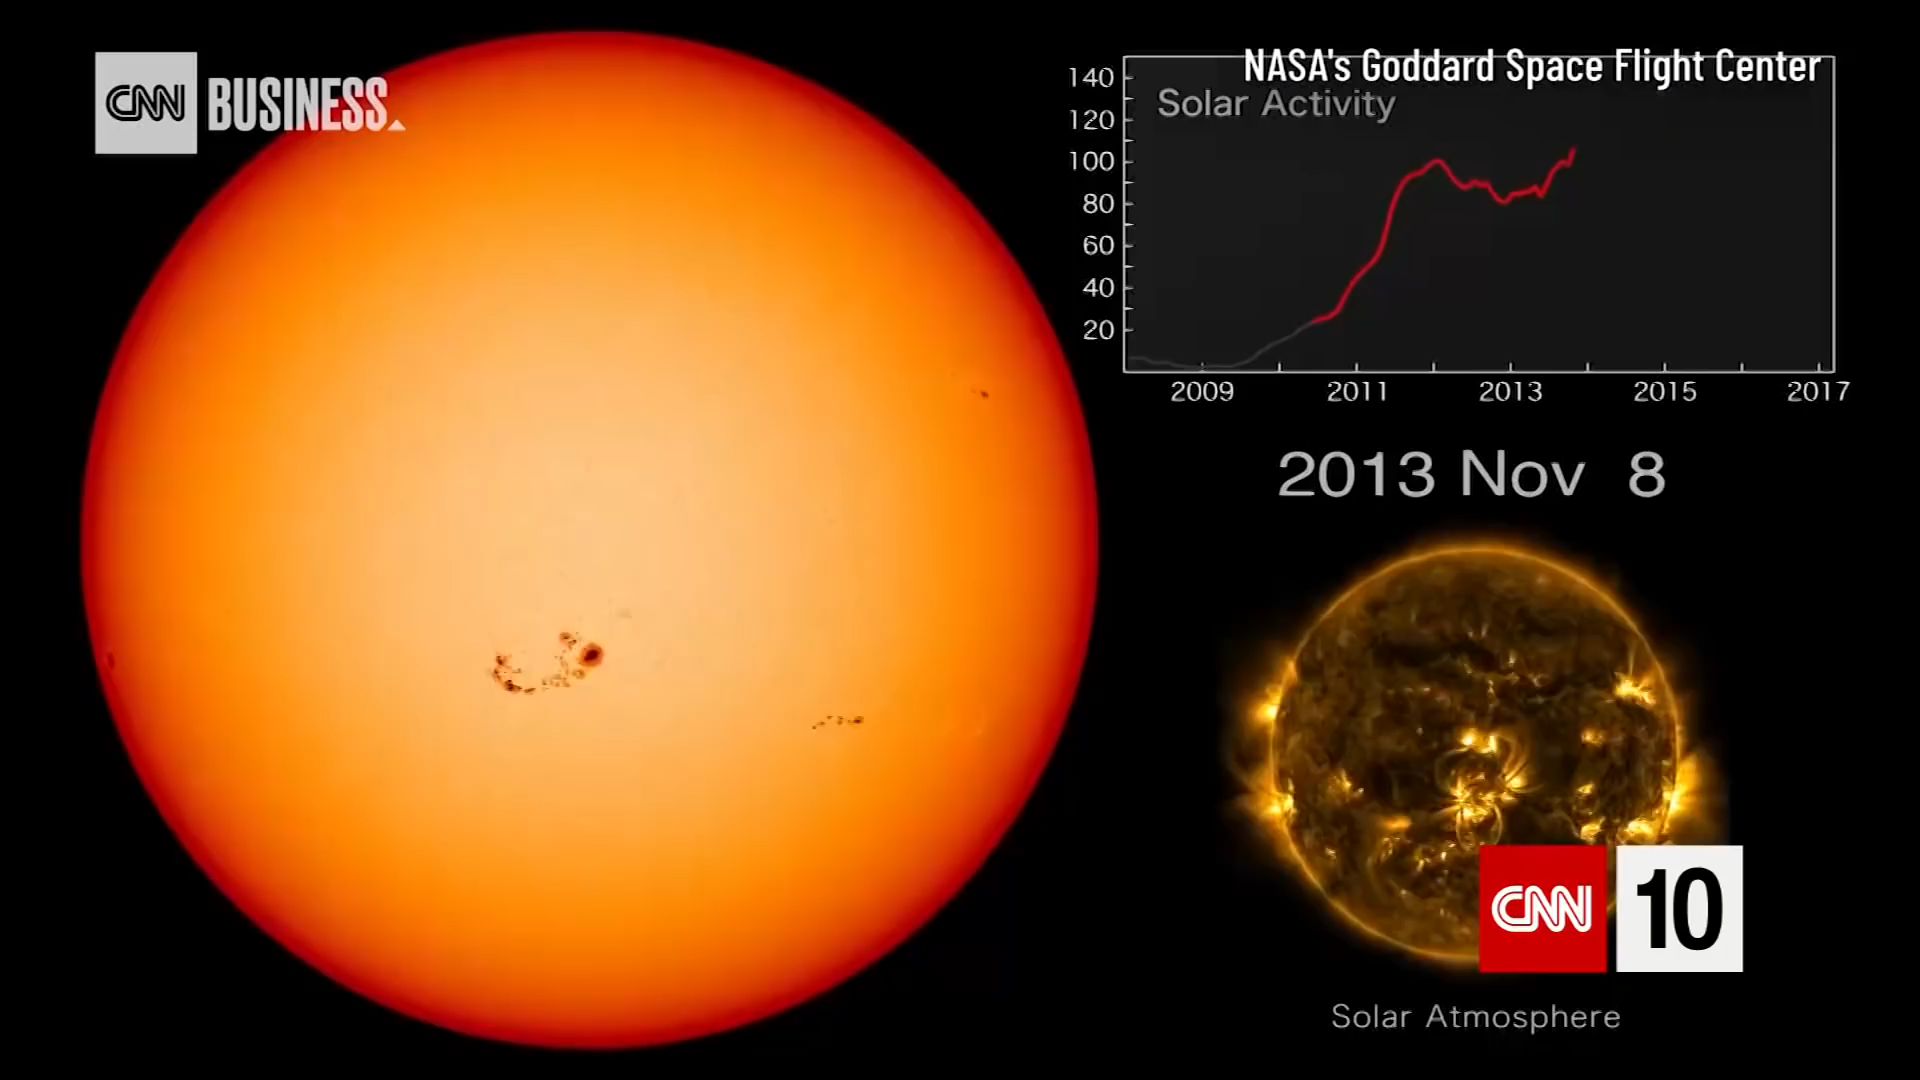 CNN BUSINESS
NASA's Goddard Space Flight Center
Solar Activity
140
120
100
80
60
40
20
2009 2011 2013 2015 2017
2013 Nov 8
CNN 10
Solar Atmosphere